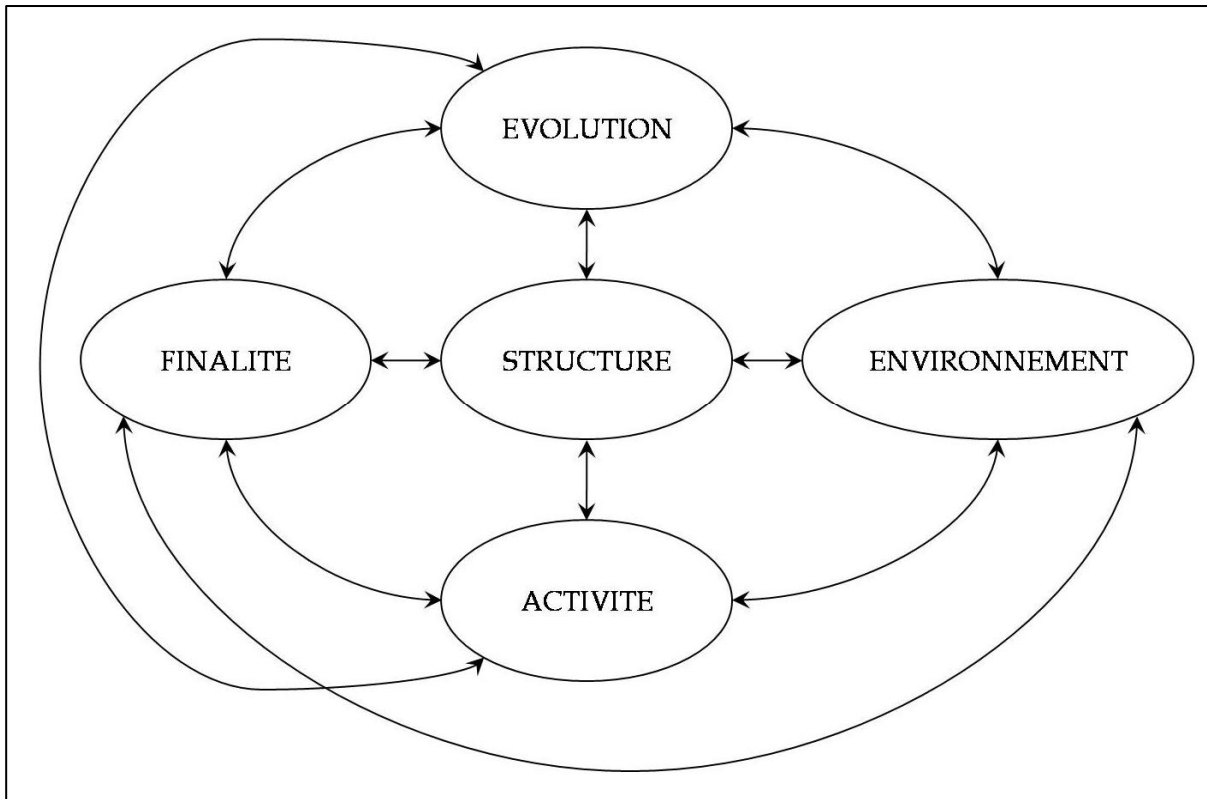 EVOLUTION
FINALITE
STRUCTURE
ENVIRONNEMENT
ACTIVITE